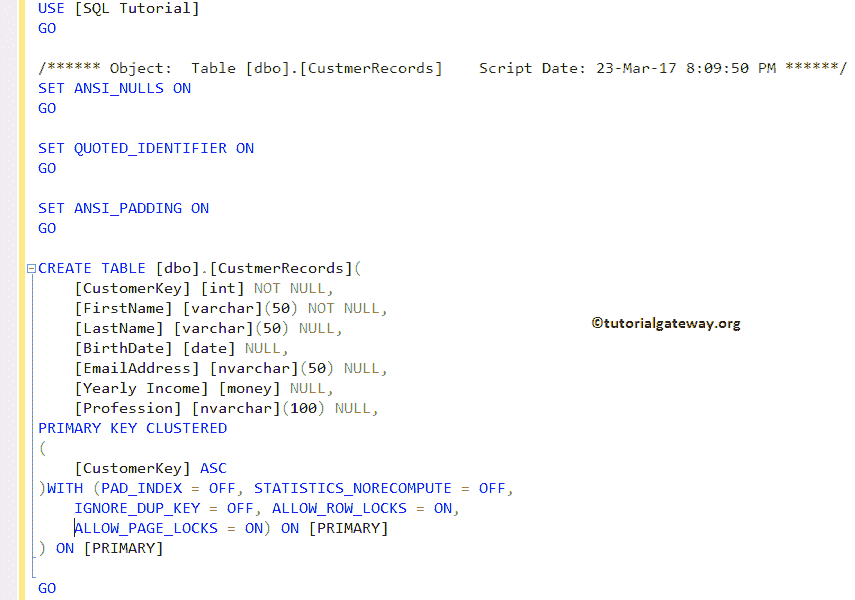 USE [SQL Tutorial]
GO
/****** Object:  Table [dbo].[CustmerRecords]    Script Date: 23-Mar-17 8:09:50 PM ******/
SET ANSI_NULLS ON
GO
SET QUOTED_IDENTIFIER ON
GO
SET ANSI_PADDING ON
GO
CREATE TABLE [dbo].[CustmerRecords](
[CustomerKey] [int] NOT NULL,
[FirstName] [varchar](50) NOT NULL,
[LastName] [varchar](50) NULL,
©tutorialgateway.org
[BirthDate] [date] NULL,
[EmailAddress] [nvarchar](50) NULL,
[Yearly Income] [money] NULL,
[Profession] [nvarchar](100) NULL,
PRIMARY KEY CLUSTERED
(
[CustomerKey] ASC
)WITH (PAD_INDEX = OFF, STATISTICS_NORECOMPUTE = OFF,
IGNORE_DUP_KEY = OFF, ALLOW_ROW_LOCKS = ON,
ALLOW_PAGE_LOCKS = ON) ON [PRIMARY]
) ON [PRIMARY]
GO